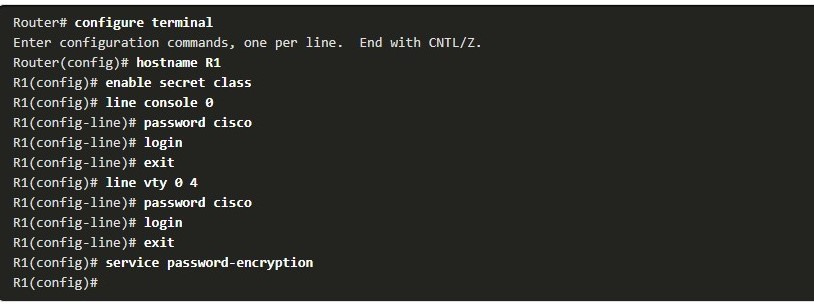 Router# configure terminal
Enter configuration commands, one per line.  End with CNTL/Z.
Router(config)# hostname R1
R1(config)# enable secret class
R1(config)# line console 0
R1(config-line)# password cisco
R1(config-line)# login
R1(config-line)# exit
R1(config)# line vty 0 4
R1(config-line)# password cisco
R1(config-line)# login
R1(config-line)# exit
R1(config)# service password-encryption
R1(config)#